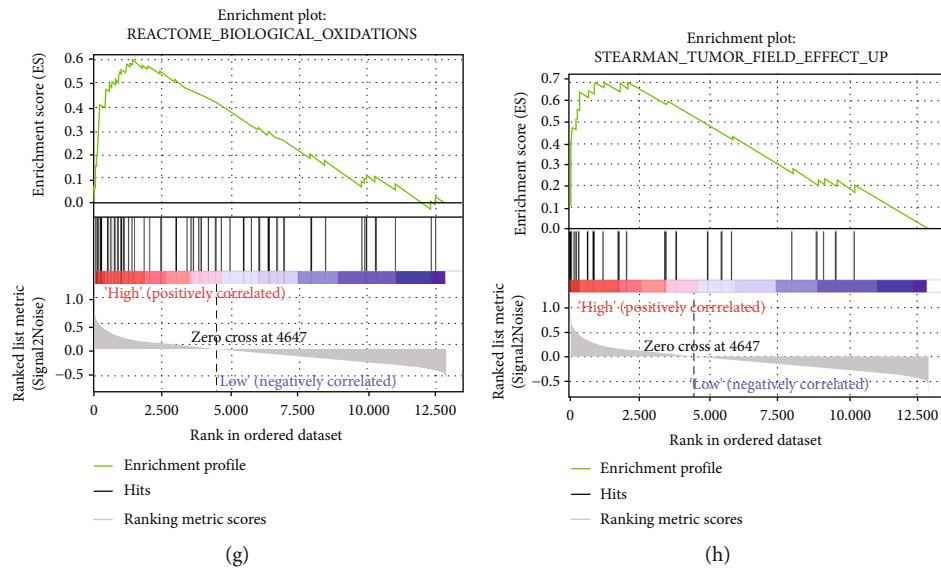 Enrichment plot:
REACTOME_BIOLOGICAL_OXIDATIONS
Enrichment score (ES)
0.6
0.5
0.4
0.3
0.2
0.1
0.0
Ranked list metric
(Signal2Noise)
1.0
0.5
0.0
−0.5
'High' (positively correlated)
Zero cross at 4647
'Low' (negatively correlated)
0 2.500 5.000 7.500 10.000 12.500
Rank in ordered dataset
Enrichment profile
Hits
Ranking metric scores
(g)
Enrichment plot:
STEARMAN_TUMOR_FIELD_EFFECT_UP
Enrichment score (ES)
0.7
0.6
0.5
0.4
0.3
0.2
0.1
0.0
Ranked list metric
(Signal2Noise)
1.0
0.5
0.0
−0.5
'High' (positively corrrelated)
Zero cross at 4647
'Low' (negatively correlated)
0 2.500 5.000 7.500 10.000 12.500
Rank in ordered dataset
Enrichment profile
Hits
Ranking metric scores
(h)